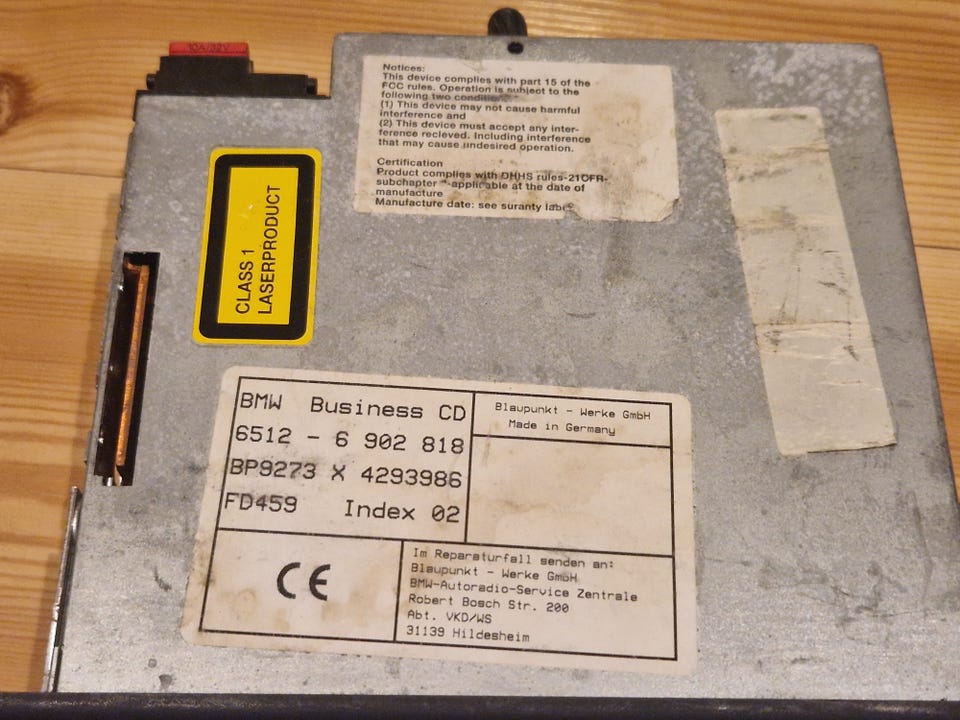 10A/32V
Notices:
This device complies with part 15 of the
FCC rules. Operation is subject to the
following two conditions:
(1) This device may not cause harmful
interference and
(2) This device must accept any inter-
ference recieved. Including interference
that may cause undesired operation.
Certification
Product complies with DHHS rules-21CFR-
subchapter -applicable at the date of
manufacture
Manufacture date: see suranty label
CLASS 1
LASERPRODUCT
BMW Business CD
6512 - 6 902 818
BP9273 X 4293986
FD459 Index 02
Blaupunkt - Werke GmbH
Made in Germany
CE
Im Reparaturfall senden an:
Blaupunkt - Werke GmbH
BMW-Autoradio-Service Zentrale
Robert Bosch Str. 200
Abt. VKD/WS
31139 Hildesheim